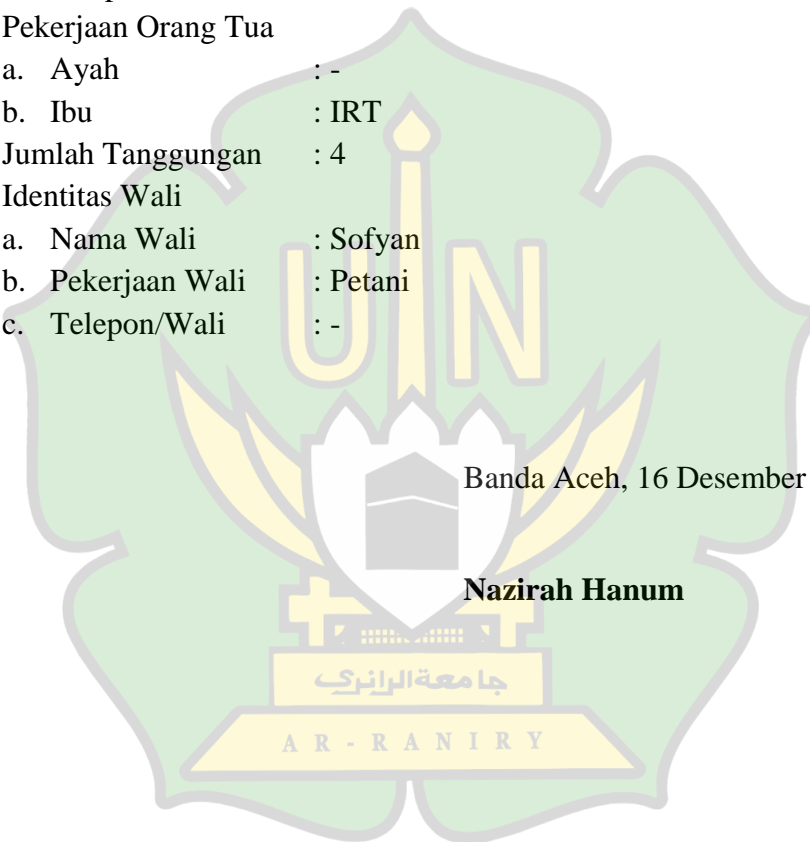 Pekerjaan Orang Tua
a. Ayah : -
b. Ibu : IRT
Jumlah Tanggungan : 4
Identitas Wali
a. Nama Wali : Sofyan
b. Pekerjaan Wali : Petani
c. Telepon/Wali : -
UIN
Banda Aceh, 16 Desember
Nazirah Hanum
جامعة الرانري
AR-RANIRY